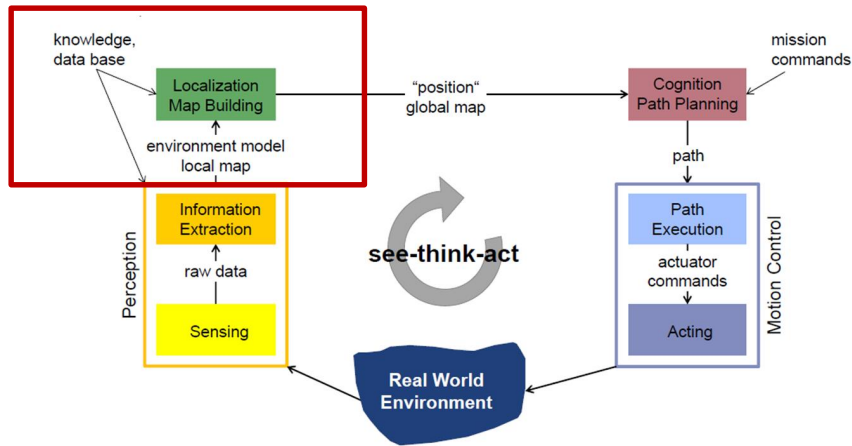 knowledge,
data base
Localization
Map Building
"position"
global map
Cognition
Path Planning
mission
commands
environment model
local map
path
Perception
Information
Extraction
raw data
Sensing
see-think-act
Path
Execution
actuator
commands
Acting
Motion Control
Real World
Environment